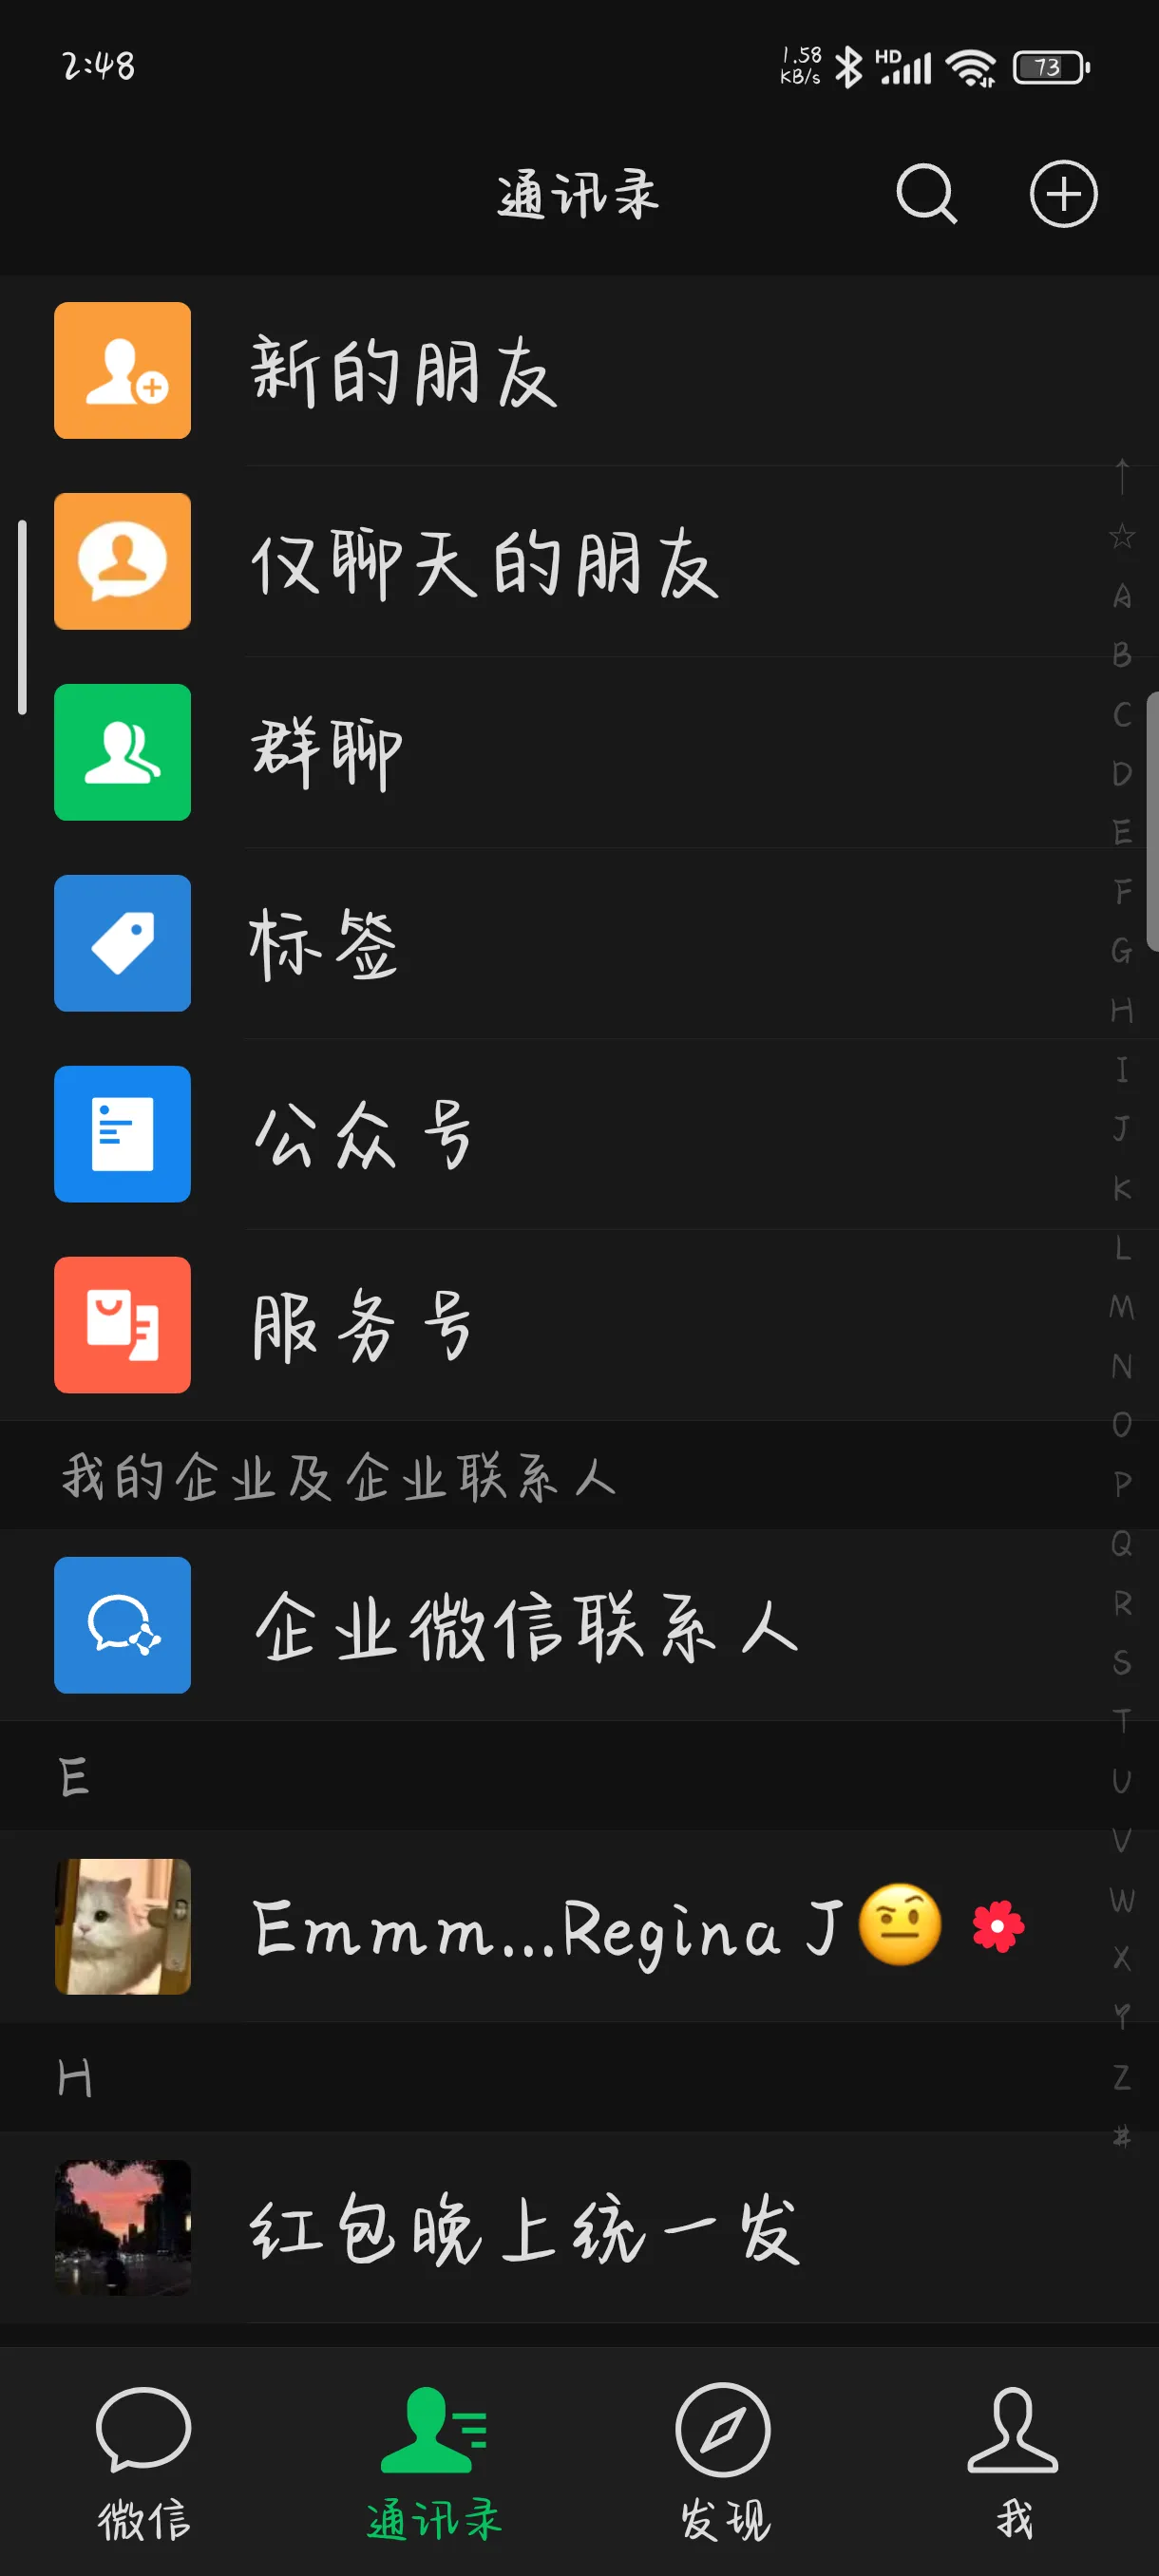 2:48
1.58 KB/s
HD
73
通讯录
新的朋友
仅聊天的朋友
群聊
标签
公众号
服务号
我的企业及企业联系人
企业微信联系人
E
Emmm...Regina J🤨
H
红包晚上统一发
↑
☆
A
B
C
D
E
F
G
H
I
J
K
L
M
N
O
P
Q
R
S
T
U
V
W
X
Y
Z
#
微信
通讯录
发现
我